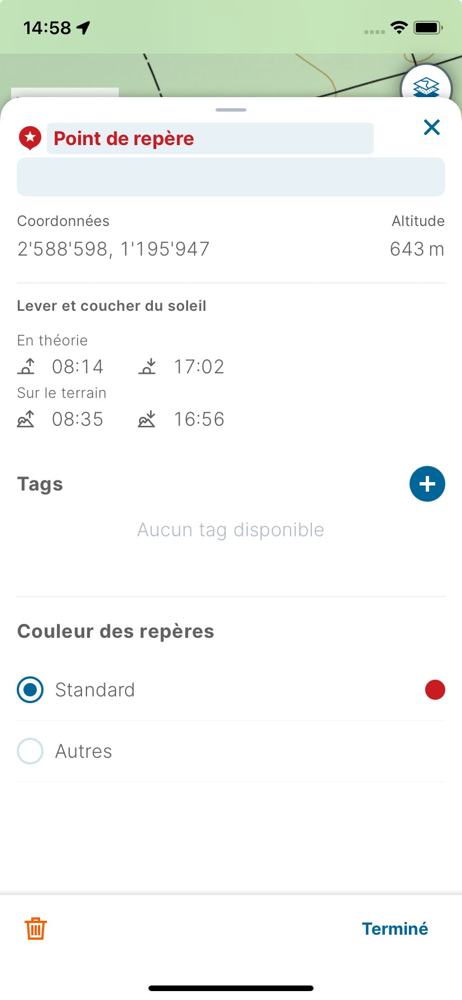 14:58
Point de repère
Coordonnées Altitude
2'588'598, 1'195'947 643 m
Lever et coucher du soleil
En théorie
08:14 17:02
Sur le terrain
08:35 16:56
Tags
Aucun tag disponible
Couleur des repères
Standard
Autres
Terminé